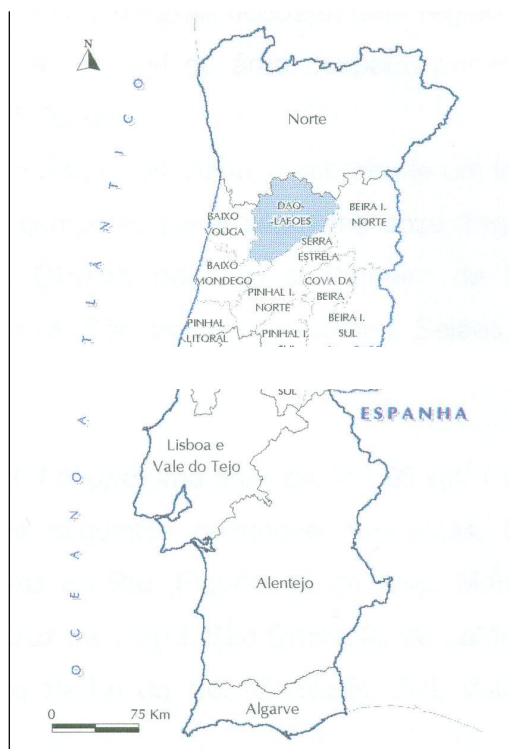 N
Norte
DÃO-
LAFÕES
BEIRA I.
NORTE
BAIXO
VOUGA
SERRA
ESTRELA
BAIXO
MONDEGO
COVA DA
BEIRA
PINHAL I.
NORTE
BEIRA I.
SUL
PINHAL
LITORAL
PINHAL I.
SUL
ESPANHA
Lisboa e
Vale do Tejo
Alentejo
Algarve
OCEANO ATLÂNTICO
0 75 Km